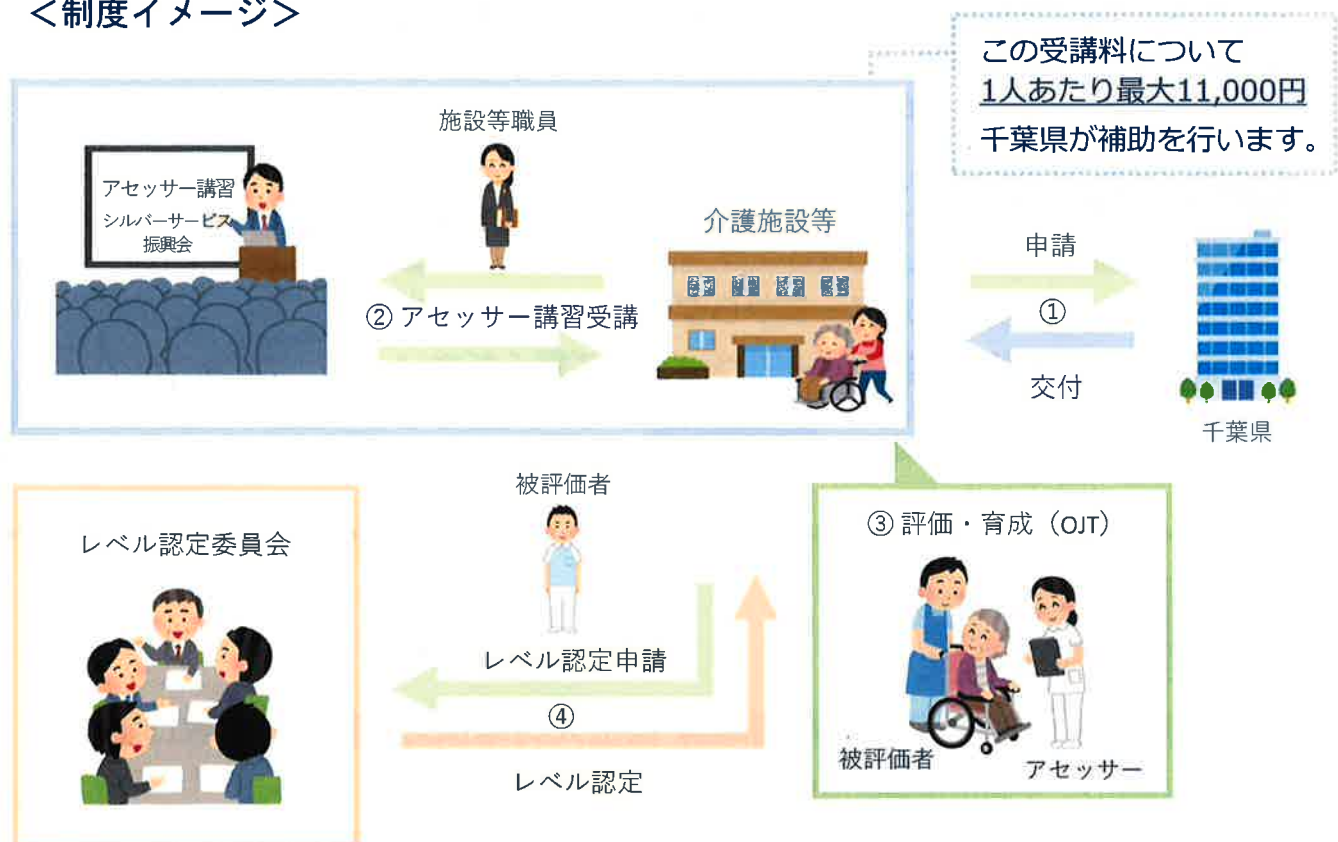 ＜制度イメージ＞
この受講料について
1人あたり最大11,000円
千葉県が補助を行います。
施設等職員
アセッサー講習
シルバーサービス
振興会
介護施設等
② アセッサー講習受講
申請
①
交付
千葉県
被評価者
レベル認定委員会
レベル認定申請
④
レベル認定
③ 評価・育成（OJT）
被評価者
アセッサー